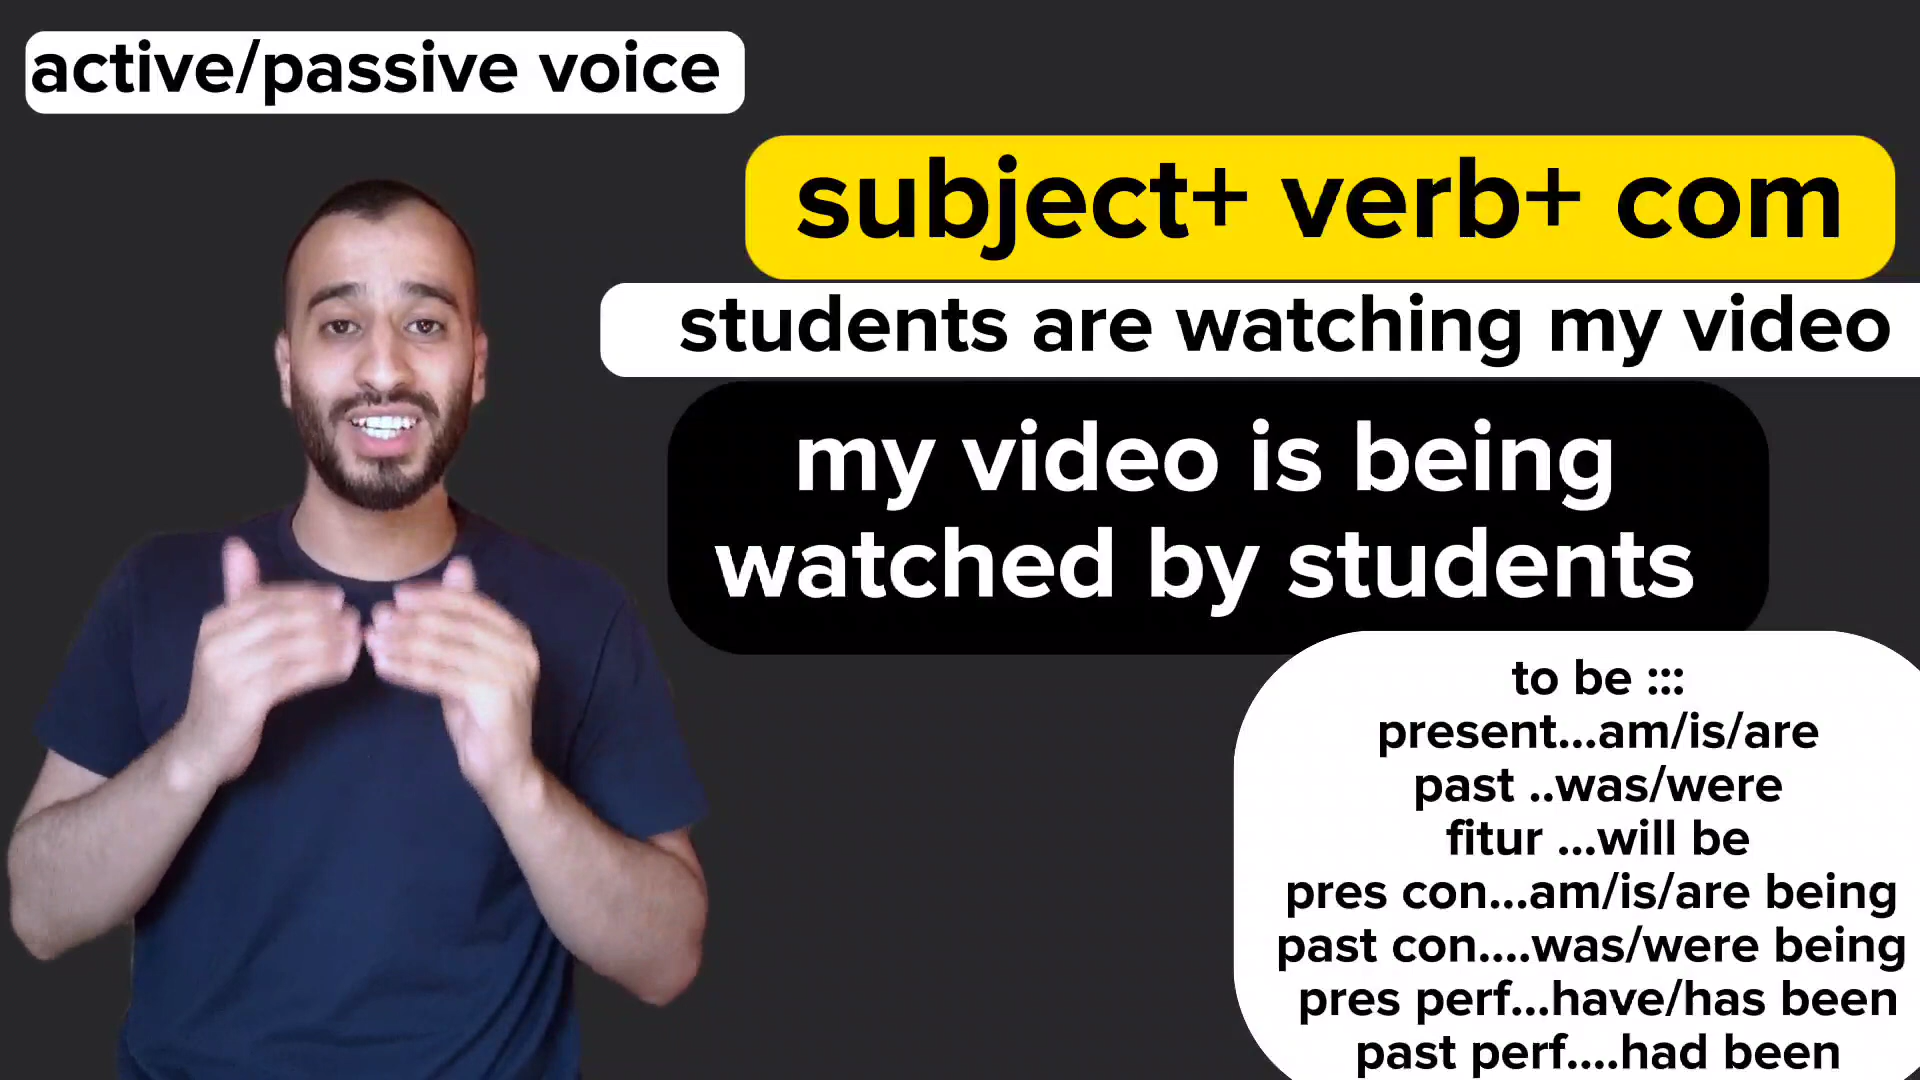 active/passive voice
subject+ verb+ com
students are watching my video
my video is being
watched by students
to be :::
present...am/is/are
past ..was/were
fitur ...will be
pres con...am/is/are being
past con....was/were being
pres perf...have/has been
past perf....had been